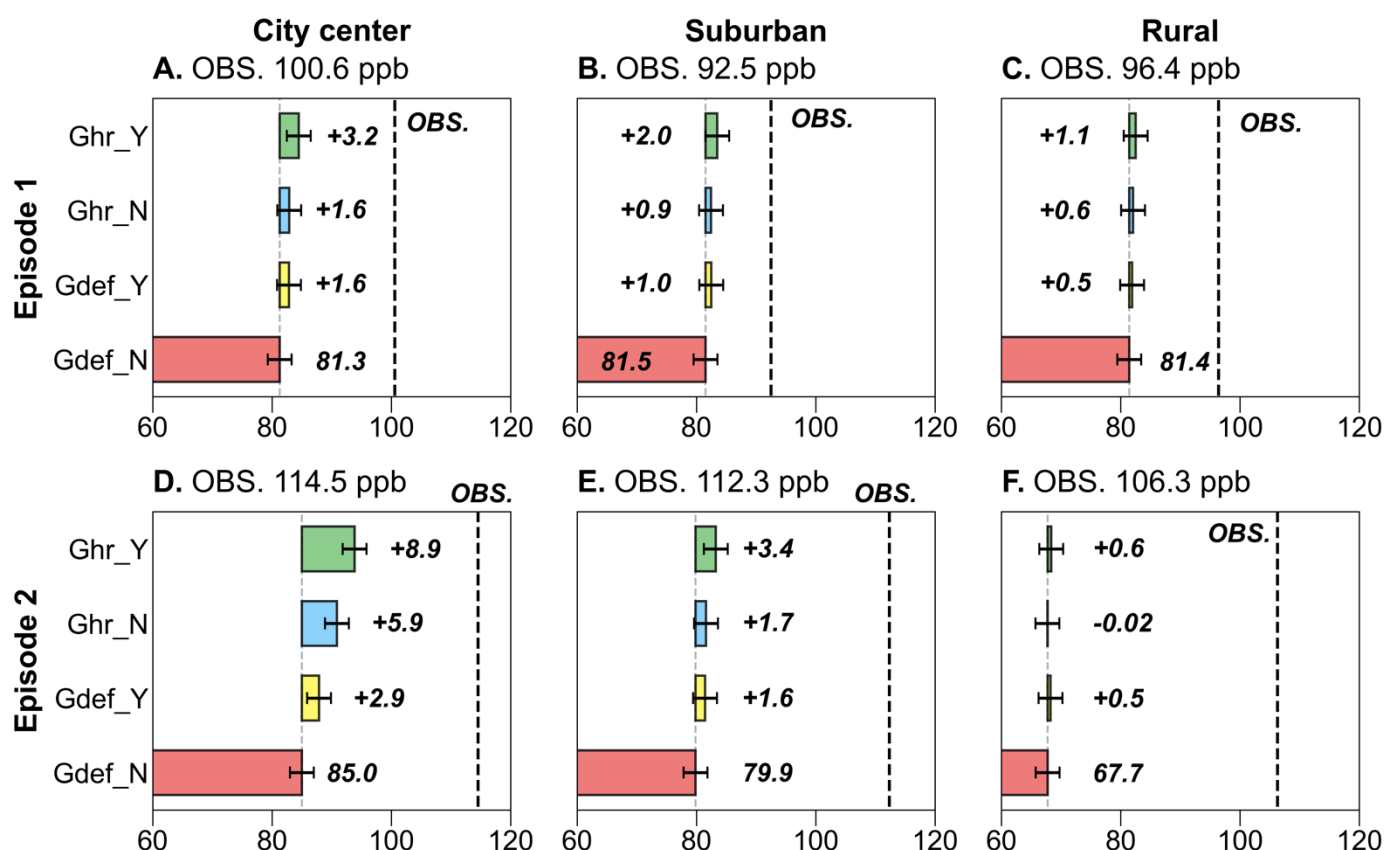 City center
Suburban
Rural
A. OBS. 100.6 ppb
B. OBS. 92.5 ppb
C. OBS. 96.4 ppb
Episode 1
Ghr_Y
Ghr_N
Gdef_Y
Gdef_N
OBS.
+3.2
+1.6
+1.6
81.3
60 80 100 120
OBS.
+2.0
+0.9
+1.0
81.5
60 80 100 120
OBS.
+1.1
+0.6
+0.5
81.4
60 80 100 120
D. OBS. 114.5 ppb
E. OBS. 112.3 ppb
F. OBS. 106.3 ppb
Episode 2
Ghr_Y
Ghr_N
Gdef_Y
Gdef_N
OBS.
+8.9
+5.9
+2.9
85.0
60 80 100 120
OBS.
+3.4
+1.7
+1.6
79.9
60 80 100 120
OBS.
+0.6
-0.02
+0.5
67.7
60 80 100 120